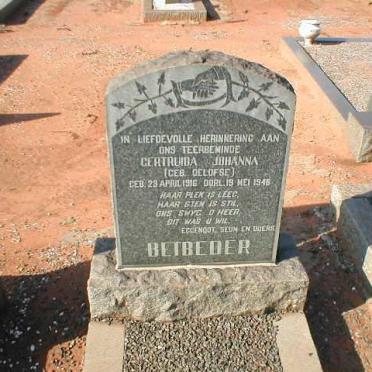 IN LIEFDEVOLLE HERINNERING AAN
ONS TEERBEMINDE
GERTRUIDA JOHANNA
(GEB. OELOFSE)
GEB. 23 APRIL 1916 OORL. 19 MEI 1946
HAAR PLEK IS LEEG,
HAAR STEM IS STIL,
ONS SWYG O HEER,
DIT WAS U WIL.
EGGENOOT, SEUN EN OUERS
BETBEDER